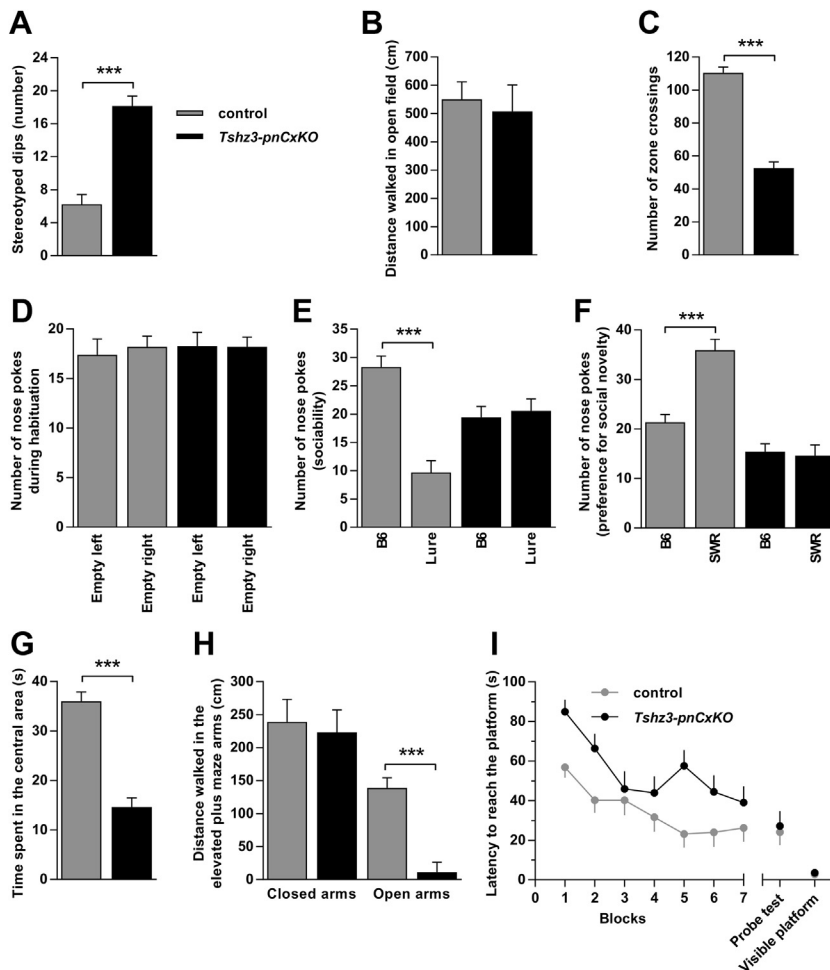 A
Stereotyped dips (number)
24
20
16
12
8
4
0
***
control
Tshz3-pnCxKO
B
Distance walked in open field (cm)
700
600
500
400
300
200
100
0
C
Number of zone crossings
120
100
80
60
40
20
0
***
D
Number of nose pokes
during habituation
20
15
10
5
0
Empty left
Empty right
Empty left
Empty right
E
Number of nose pokes
(sociability)
35
30
25
20
15
10
5
0
***
B6
Lure
B6
Lure
F
Number of nose pokes
(preference for social novelty)
40
30
20
10
0
***
B6
SWR
B6
SWR
G
Time spent in the central area (s)
40
30
20
10
0
***
H
Distance walked in the
elevated plus maze arms (cm)
300
250
200
150
100
50
0
***
Closed arms
Open arms
I
Latency to reach the platform (s)
100
80
60
40
20
0
control
Tshz3-pnCxKO
0 1 2 3 4 5 6 7
Blocks
Probe test
Visible platform